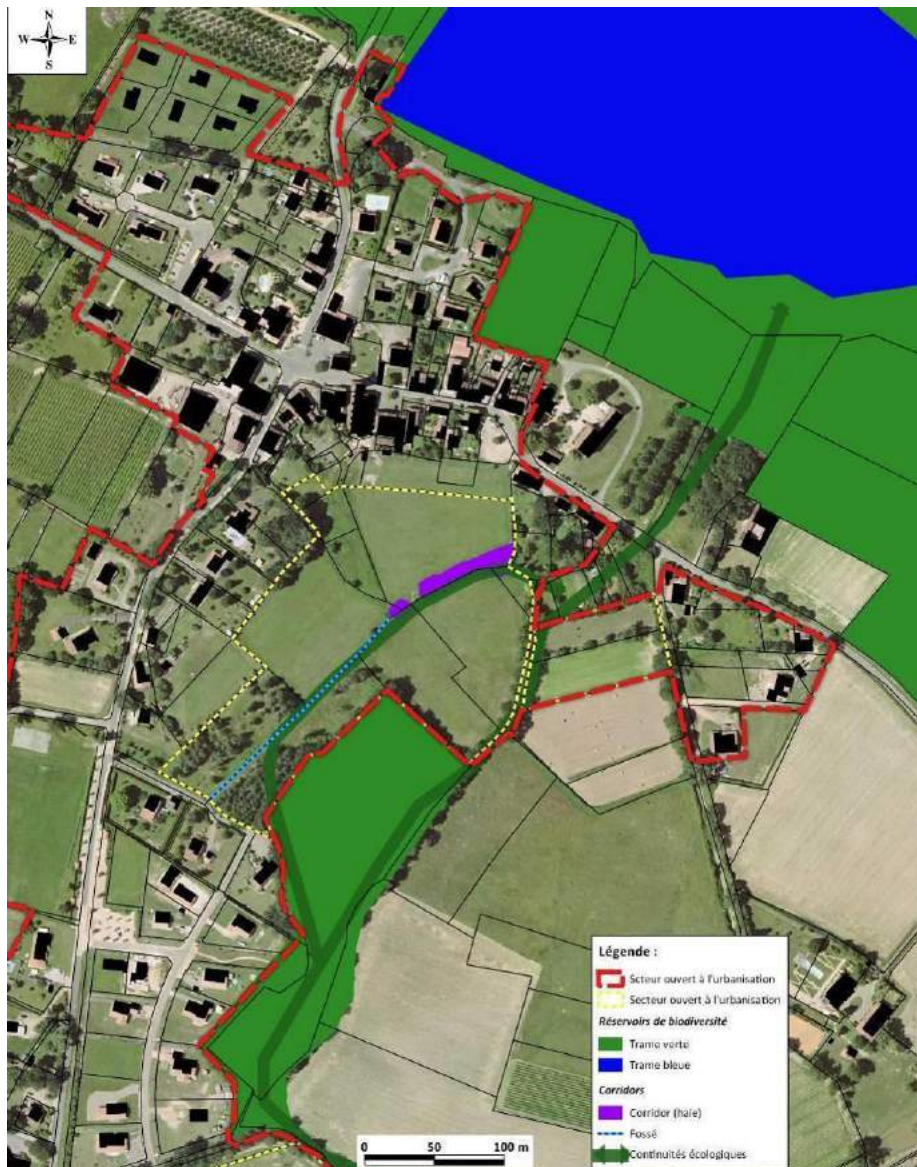 N
W E
S
Légende :
Scteur ouvert à l'urbanisation
Secteur ouvert à l'urbanisation
Réservoirs de biodiversité
Trame verte
Trame bleue
Corridors
Corridor (haie)
Fossé
Continuités écologiques
0 50 100 m